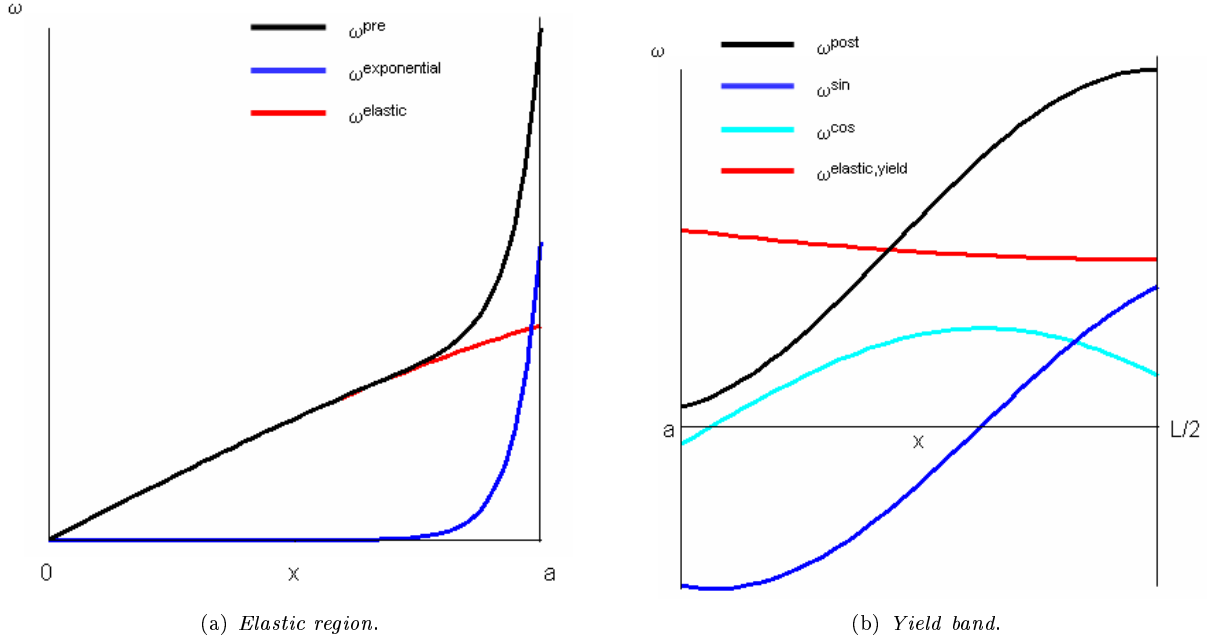 ω
ω^pre
ω^exponential
ω^elastic
0
x
a
(a) Elastic region.
ω
ω^post
ω^sin
ω^cos
ω^elastic,yield
a
x
L/2
(b) Yield band.